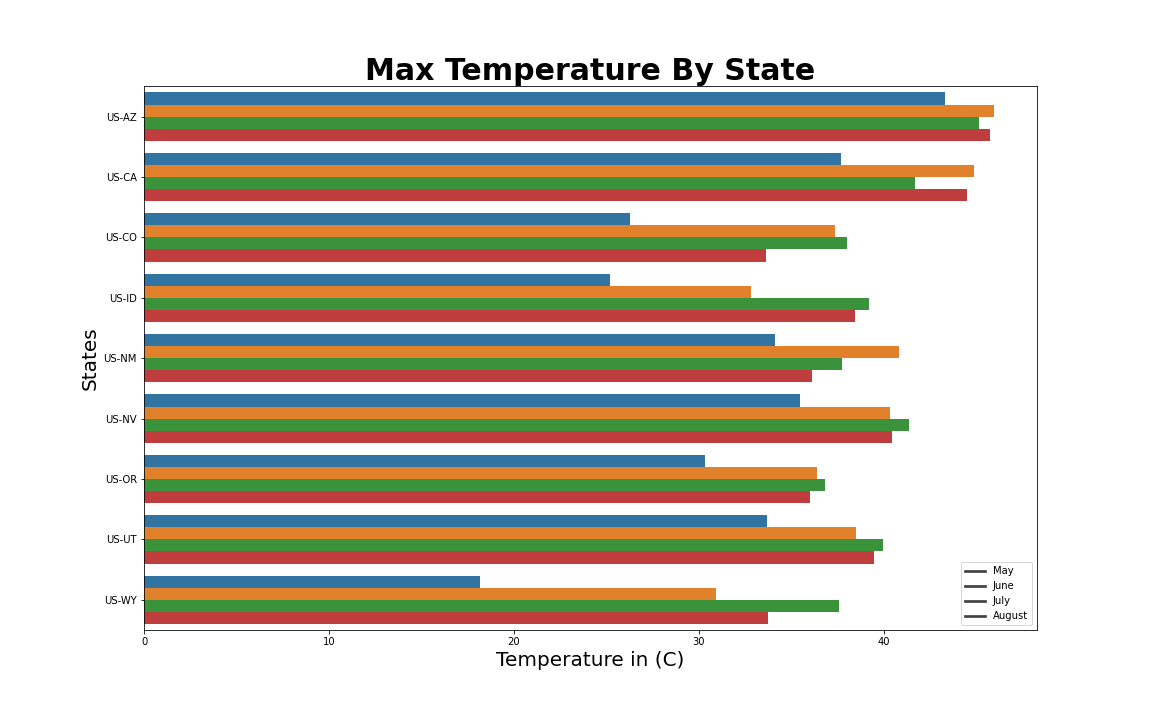 Max Temperature By State
US-AZ
US-CA
US-CO
US-ID
US-NM
US-NV
US-OR
US-UT
US-WY
States
May
June
July
August
0 10 20 30 40
Temperature in (C)